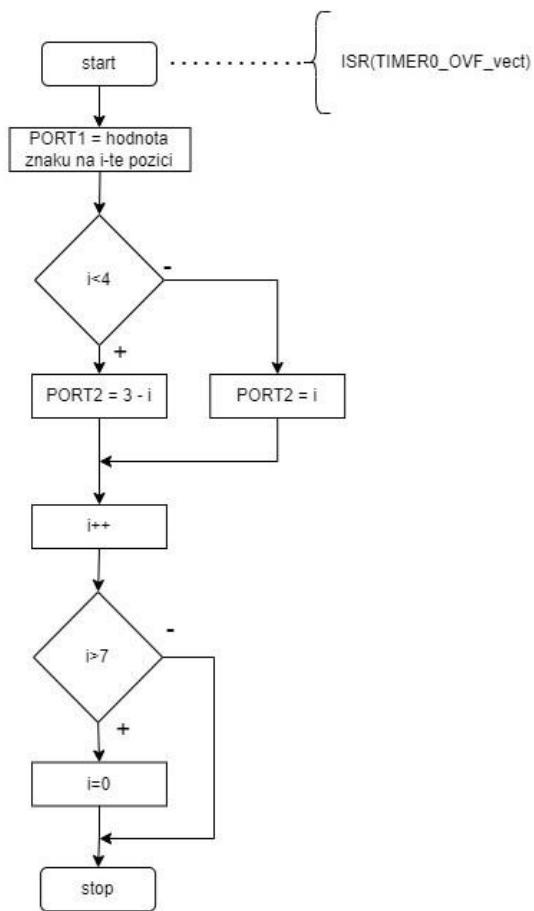 start
ISR(TIMER0_OVF_vect)
PORT1 = hodnota
znaku na i-te pozici
i<4
-
+
PORT2 = 3 - i
PORT2 = i
i++
-
i>7
+
i=0
stop